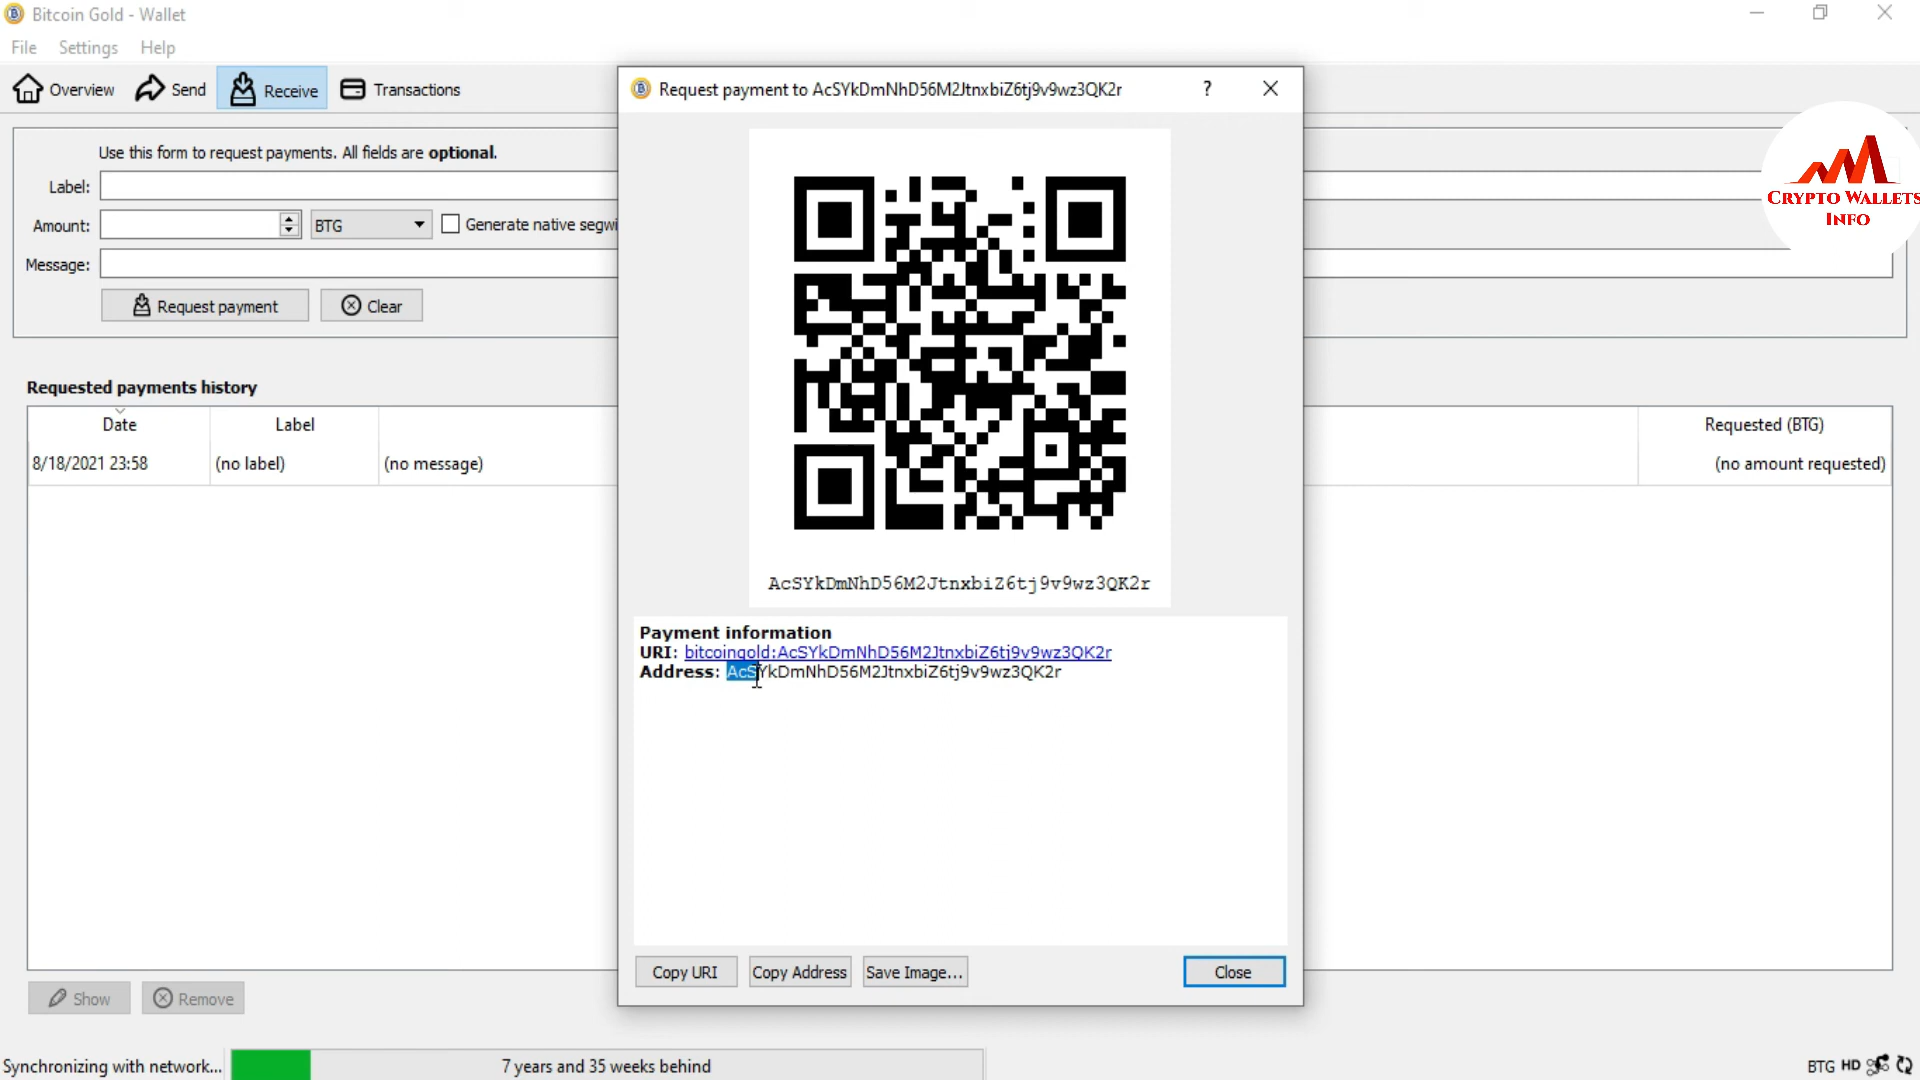 Bitcoin Gold - Wallet
File Settings Help
Overview Send Receive Transactions
Use this form to request payments. All fields are optional.
Label:
Amount: BTG Generate native segwi
Message:
Request payment Clear
Requested payments history
Date Label Requested (BTG)
8/18/2021 23:58 (no label) (no message) (no amount requested)
Show Remove
Request payment to AcSYkDmNhD56M2JtnxbiZ6tj9v9wz3QK2r ?
AcSYkDmNhD56M2JtnxbiZ6tj9v9wz3QK2r
Payment information
URI: bitcoingold:AcSYkDmNhD56M2JtnxbiZ6tj9v9wz3QK2r
Address: AcSYkDmNhD56M2JtnxbiZ6tj9v9wz3QK2r
Copy URI Copy Address Save Image... Close
CRYPTO WALLETS
INFO
Synchronizing with network... 7 years and 35 weeks behind BTG HD